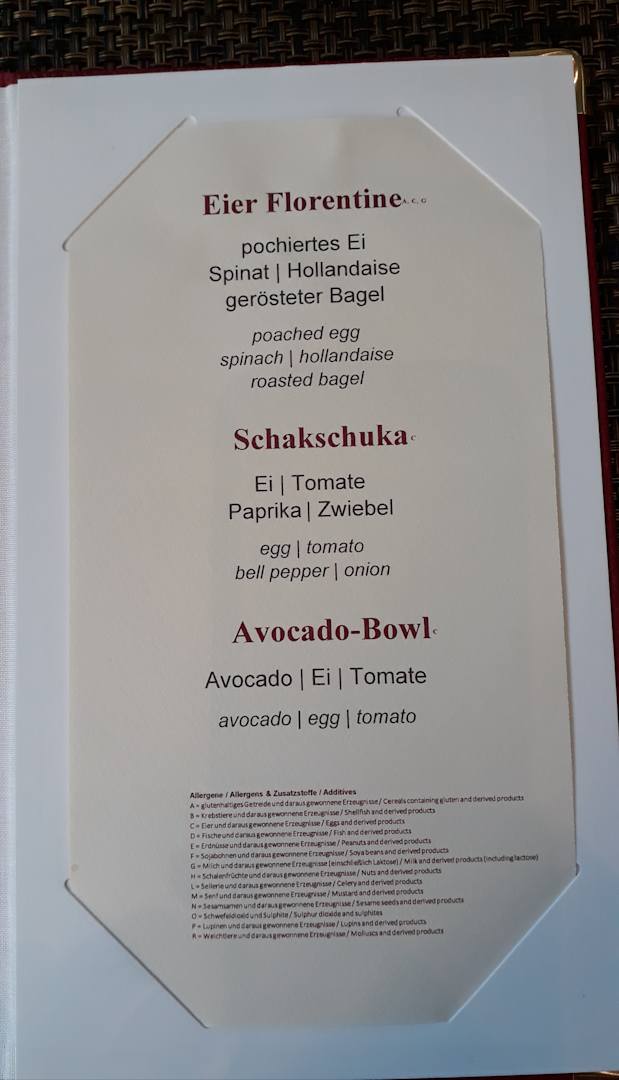 Eier Florentine A, C, G
pochiertes Ei
Spinat | Hollandaise
gerösteter Bagel
poached egg
spinach | hollandaise
roasted bagel
Schakschuka C
Ei | Tomate
Paprika | Zwiebel
egg | tomato
bell pepper | onion
Avocado-Bowl C
Avocado | Ei | Tomate
avocado | egg | tomato
Allergene / Allergens & Zusatzstoffe / Additives
A = glutenhaltiges Getreide und daraus gewonnene Erzeugnisse / Cereals containing gluten and derived products
B = Krebstiere und daraus gewonnene Erzeugnisse / Shellfish and derived products
C = Eier und daraus gewonnene Erzeugnisse / Eggs and derived products
D = Fische und daraus gewonnene Erzeugnisse / Fish and derived products
E = Erdnüsse und daraus gewonnene Erzeugnisse / Peanuts and derived products
F = Sojabohnen und daraus gewonnene Erzeugnisse / Soya beans and derived products
G = Milch und daraus gewonnene Erzeugnisse (einschließlich Laktose) / Milk and derived products (including lactose)
H = Schalenfrüchte und daraus gewonnene Erzeugnisse / Nuts and derived products
L = Sellerie und daraus gewonnene Erzeugnisse / Celery and derived products
M = Senf und daraus gewonnene Erzeugnisse / Mustard and derived products
N = Sesamsamen und daraus gewonnene Erzeugnisse / Sesame seeds and derived products
O = Schwefeldioxid und Sulphite / Sulphur dioxide and sulphites
P = Lupinen und daraus gewonnene Erzeugnisse / Lupins and derived products
R = Weichtiere und daraus gewonnene Erzeugnisse / Molluscs and derived products